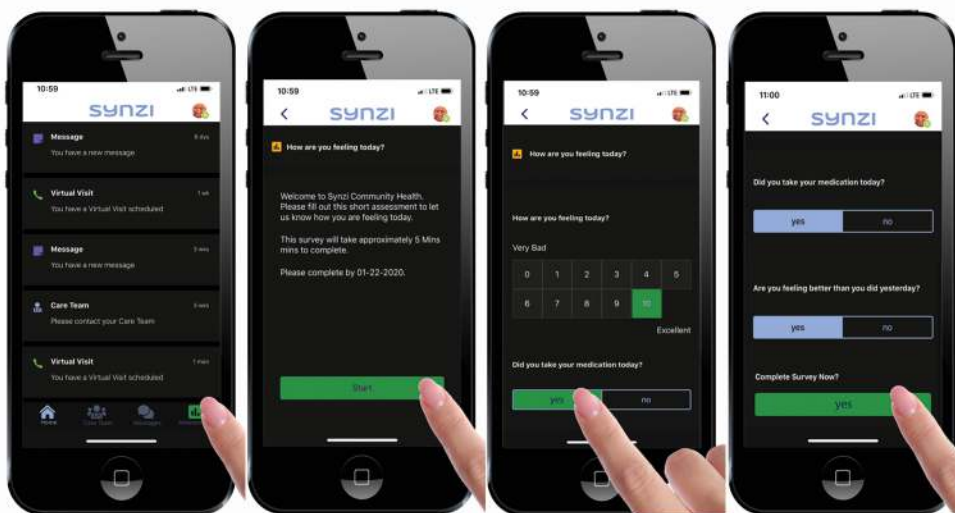 10:59
LTE
SYNZI
Message
You have a new message
Virtual Visit
1 wk
You have a Virtual Visit scheduled
Message
You have a new message
Care Team
Please contact your Care Team
Virtual Visit
You have a Virtual Visit scheduled
Home
Care Team
Messages
10:59
LTE
SYNZI
How are you feeling today?
Welcome to Synzi Community Health.
Please fill out this short assessment to let
us know how you are feeling today.
This survey will take approximately 5 Mins
mins to complete.
Please complete by 01-22-2020.
Start
10:59
LTE
SYNZI
How are you feeling today?
How are you feeling today?
Very Bad
0 1 2 3 4 5
6 7 8 9 10
Excellent
Did you take your medication today?
yes no
11:00
LTE
SYNZI
Did you take your medication today?
yes no
Are you feeling better than you did yesterday?
yes no
Complete Survey Now?
yes